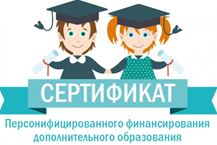 СЕРТИФИКАТ
Персонифицированного финансирования
дополнительного образования